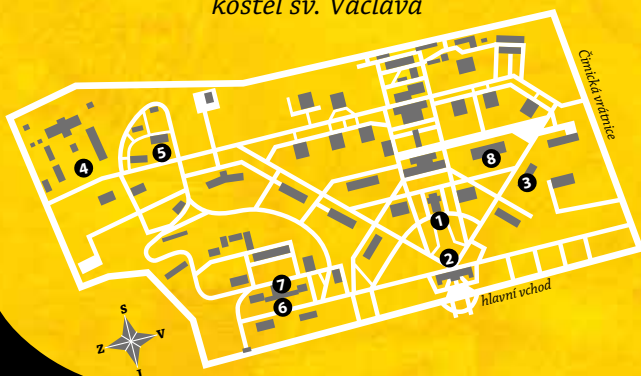 kostel sv. Václava
Čimická vrátnice
4
5
8
3
1
2
7
6
hlavní vchod
s
z
v
J